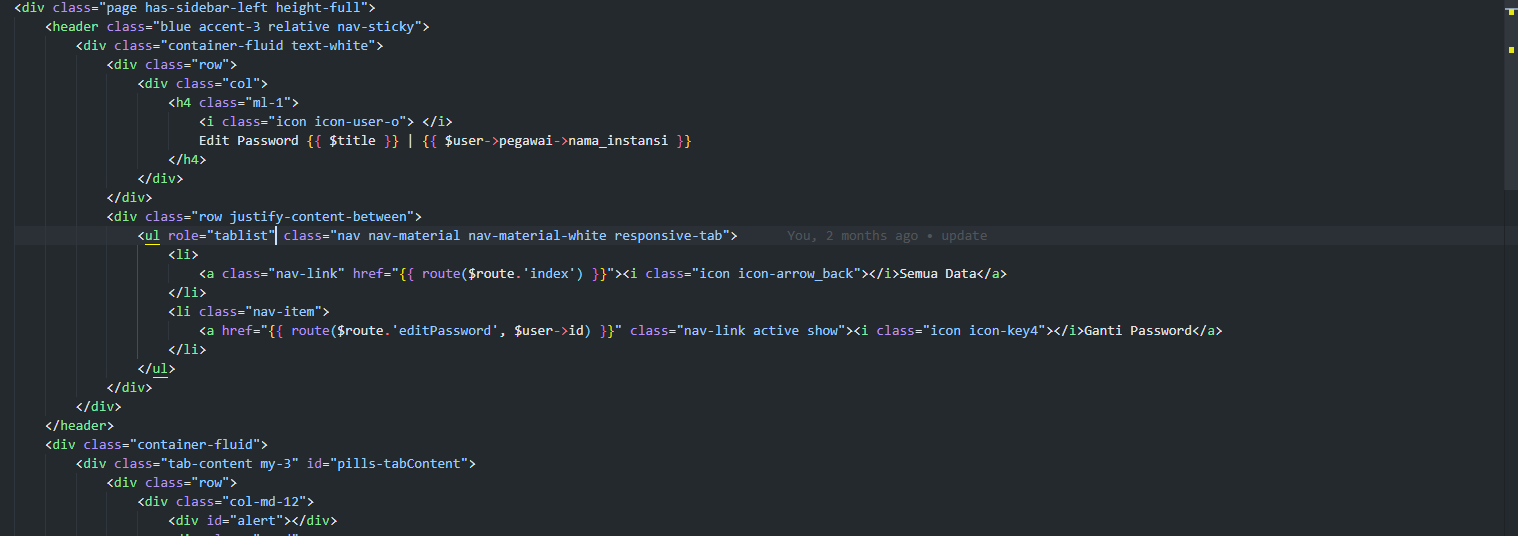 <div class="page has-sidebar-left height-full">
<header class="blue accent-3 relative nav-sticky">
<div class="container-fluid text-white">
<div class="row">
<div class="col">
<h4 class="ml-1">
<i class="icon icon-user-o"> </i>
Edit Password {{ $title }} | {{ $user->pegawai->nama_instansi }}
</h4>
</div>
</div>
<div class="row justify-content-between">
<ul role="tablist" class="nav nav-material nav-material-white responsive-tab"> You, 2 months ago • update
<li>
<a class="nav-link" href="{{ route($route.'index') }}"><i class="icon icon-arrow_back"></i>Semua Data</a>
</li>
<li class="nav-item">
<a href="{{ route($route.'editPassword', $user->id) }}" class="nav-link active show"><i class="icon icon-key4"></i>Ganti Password</a>
</li>
</ul>
</div>
</div>
</header>
<div class="container-fluid">
<div class="tab-content my-3" id="pills-tabContent">
<div class="row">
<div class="col-md-12">
<div id="alert"></div>